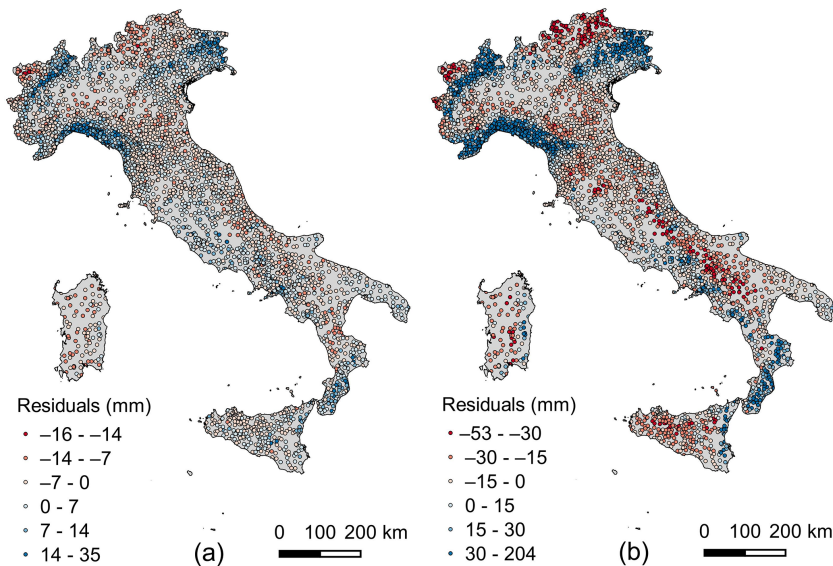 Residuals (mm)
–16 - –14
–14 - –7
–7 - 0
0 - 7
7 - 14
14 - 35
0 100 200 km
(a)
Residuals (mm)
–53 - –30
–30 - –15
–15 - 0
0 - 15
15 - 30
30 - 204
0 100 200 km
(b)